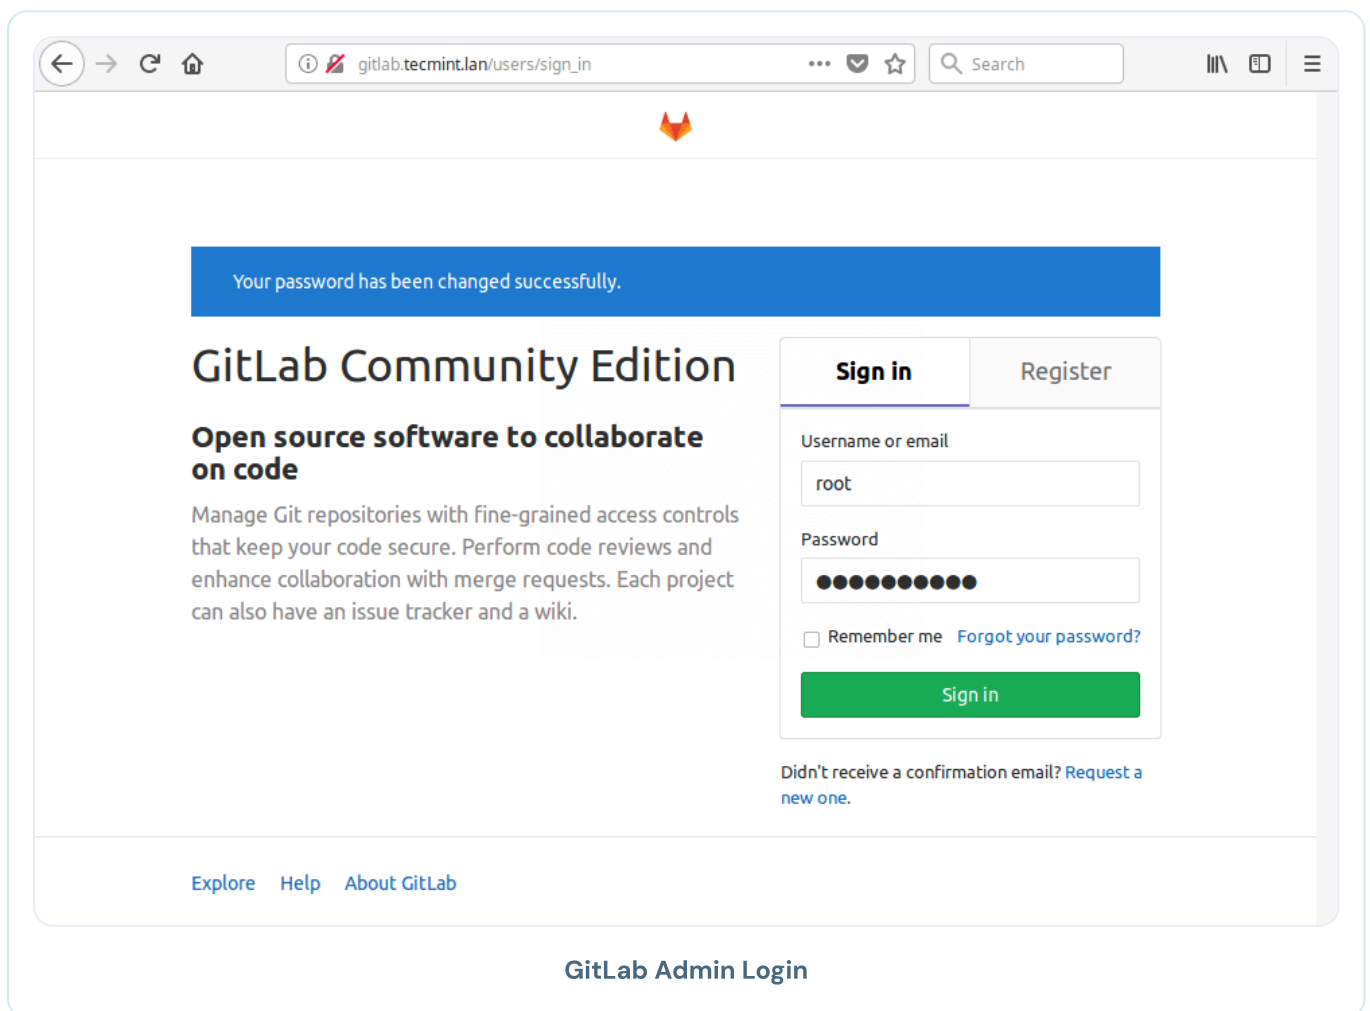 gitlab.tecmint.lan/users/sign_in
Search
Your password has been changed successfully.
GitLab Community Edition
Open source software to collaborate
on code
Manage Git repositories with fine-grained access controls
that keep your code secure. Perform code reviews and
enhance collaboration with merge requests. Each project
can also have an issue tracker and a wiki.
Sign in
Register
Username or email
root
Password
Remember me
Forgot your password?
Sign in
Didn't receive a confirmation email? Request a
new one.
Explore
Help
About GitLab
GitLab Admin Login